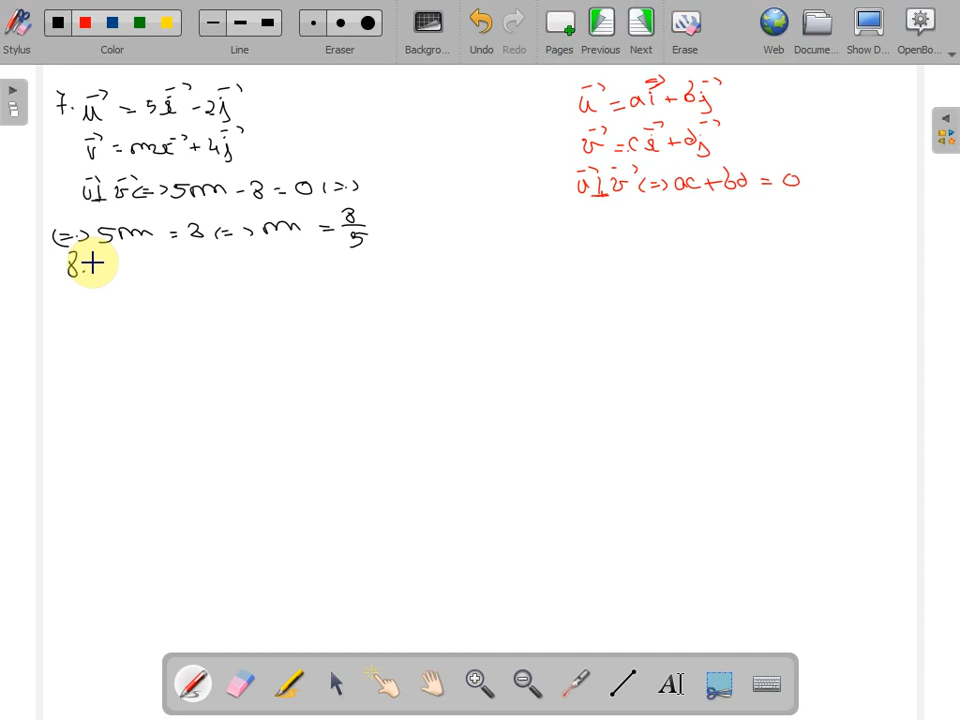 Stylus
Color
Line
Eraser
Backgro...
Undo
Redo
Pages
Previous
Next
Erase
Web
Docume...
Show D...
OpenBo...
7. u⃗ = 5i⃗ - 2j⃗
v⃗ = mi⃗ + 4j⃗
u⃗ ⊥ v⃗ <=> 5m - 8 = 0 <=>
<=> 5m = 8 <=> m = 8/5
8.
u⃗ = ai⃗ + bj⃗
v⃗ = ci⃗ + dj⃗
u⃗ ⊥ v⃗ <=> ac + bd = 0